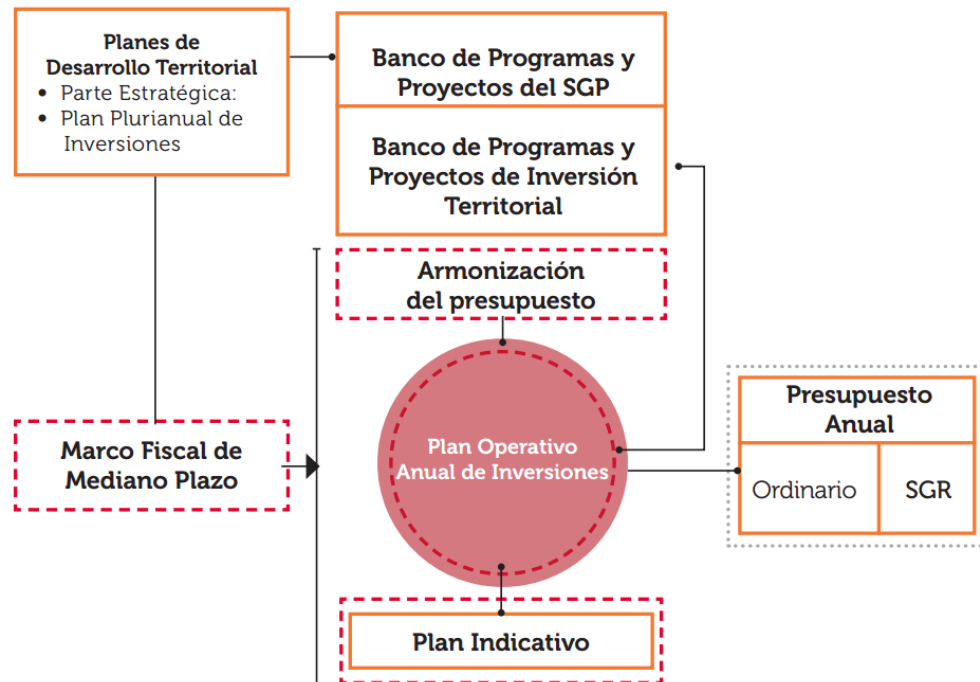 Planes de
Desarrollo Territorial
• Parte Estratégica:
• Plan Plurianual de
Inversiones
Banco de Programas y
Proyectos del SGP
Banco de Programas y
Proyectos de Inversión
Territorial
Armonización
del presupuesto
Marco Fiscal de
Mediano Plazo
Plan Operativo
Anual de Inversiones
Presupuesto
Anual
Ordinario
SGR
Plan Indicativo